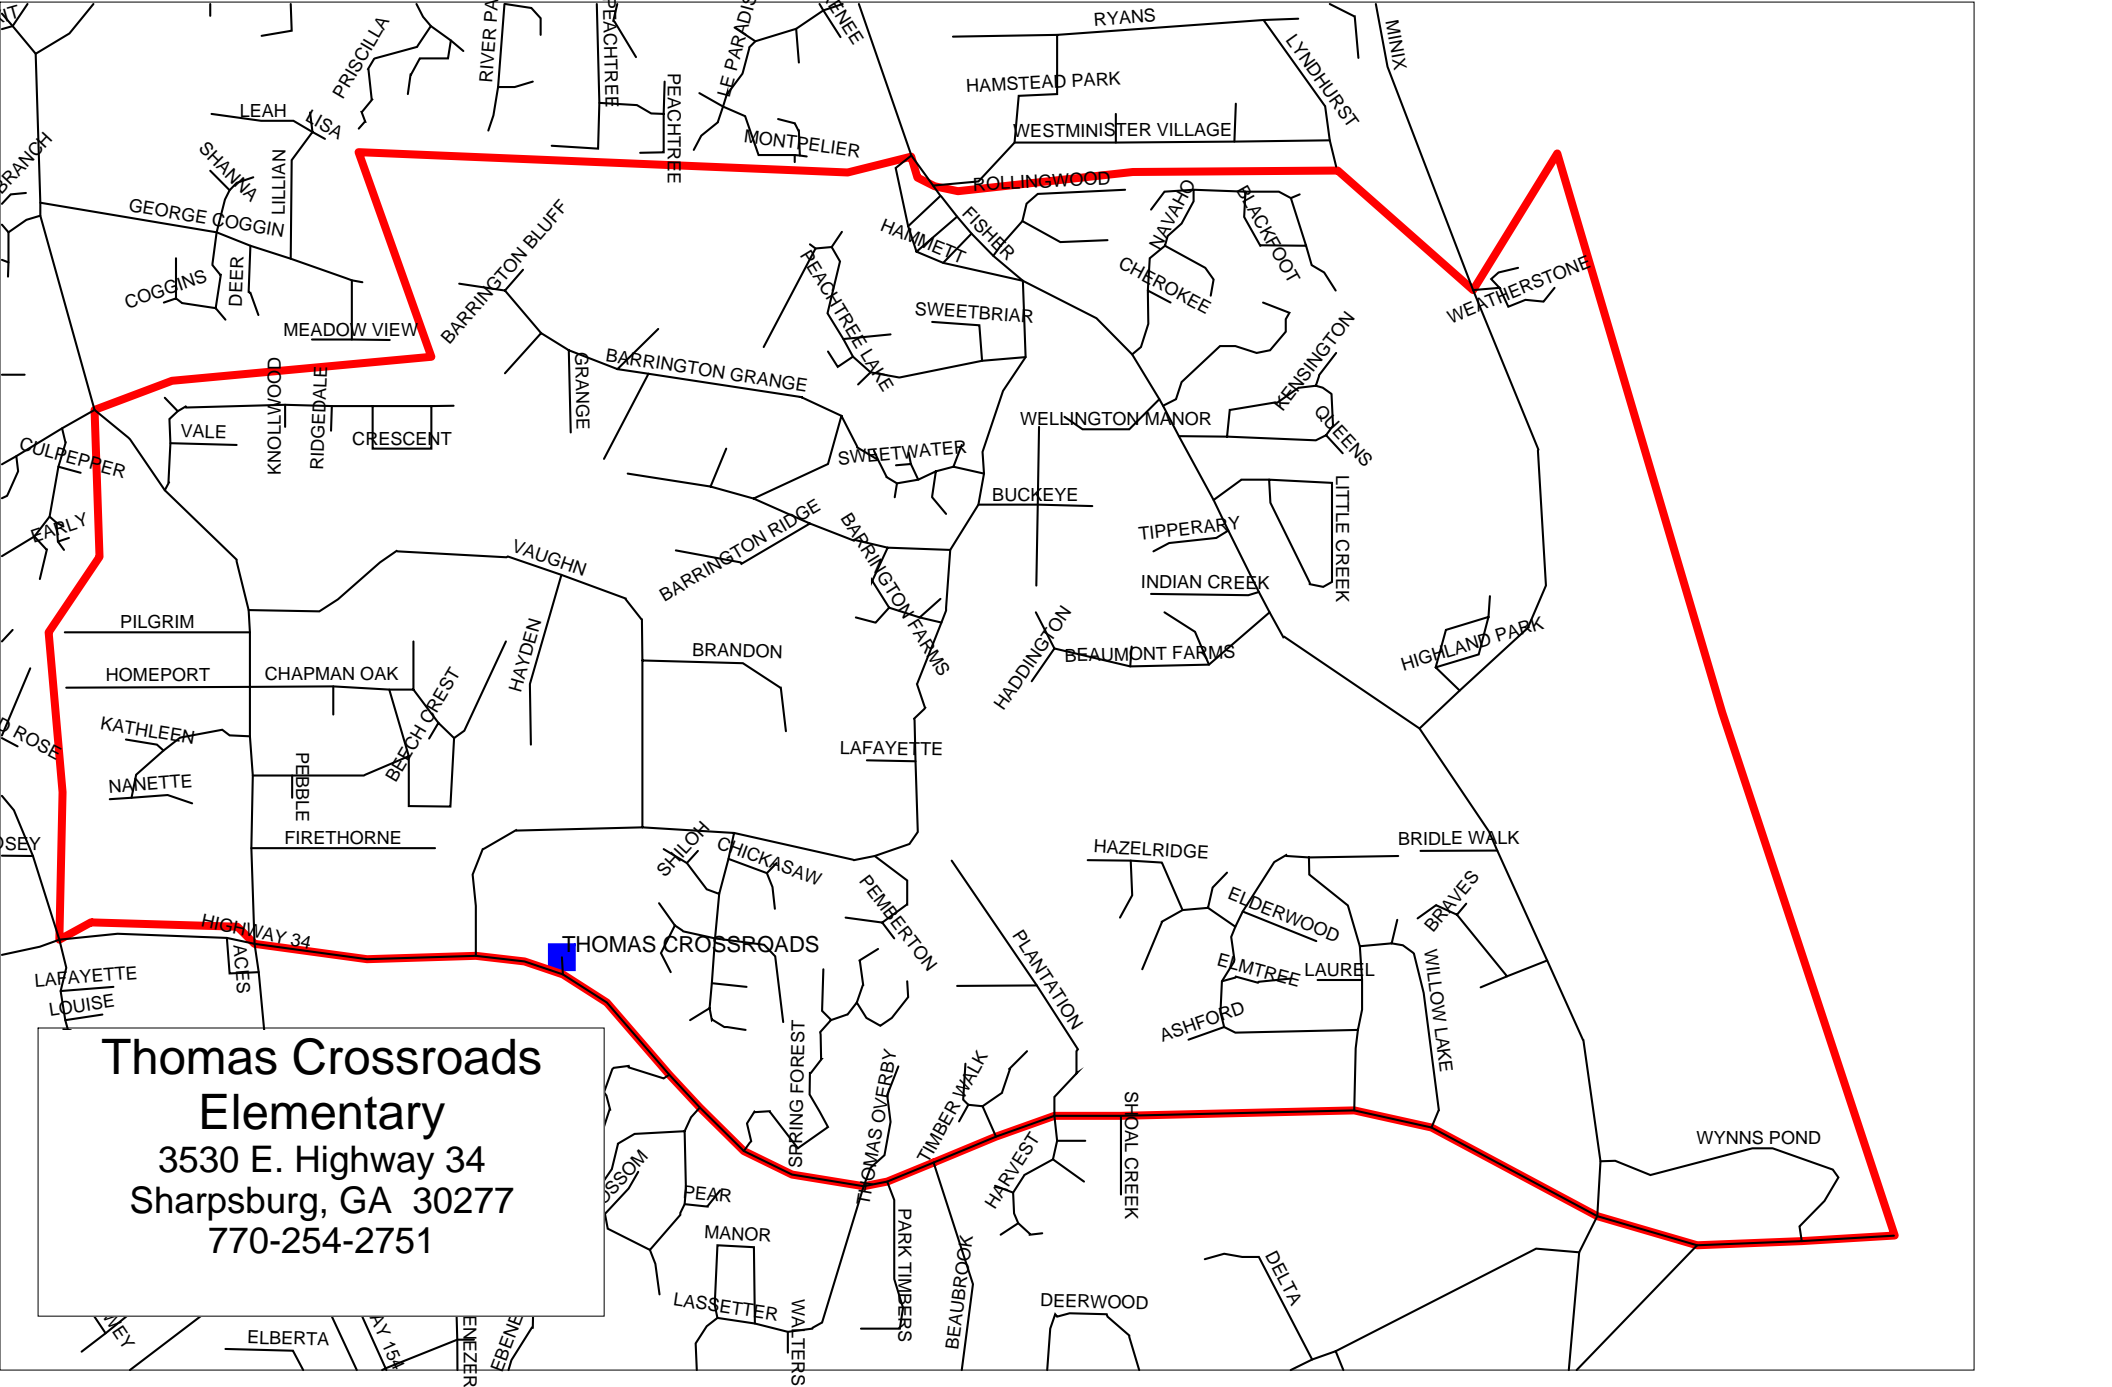 RYANS
MINIX
PRISCILLA
PEACHTREE
LYNDHURST
HAMSTEAD PARK
PEACHTREE
LEAH
LISA
WESTMINISTER VILLAGE
MONTPELIER
BRANCH
SHANNA
LILLIAN
ROLLINGWOOD
NAVAHO
BLACKFOOT
GEORGE COGGIN
BARRINGTON BLUFF
HAMMETT
FISHER
COGGINS
DEER
PEACHTREE LAKE
CHEROKEE
WEATHERSTONE
MEADOW VIEW
SWEETBRIAR
KENSINGTON
BARRINGTON GRANGE
GRANGE
KNOLLWOOD
RIDGEDALE
WELLINGTON MANOR
QUEENS
VALE
CRESCENT
CULPEPPER
SWEETWATER
BUCKEYE
LITTLE CREEK
EARLY
TIPPERARY
BARRINGTON RIDGE
BARRINGTON FARMS
VAUGHN
INDIAN CREEK
PILGRIM
HAYDEN
BRANDON
HADDINGTON
BEAUMONT FARMS
HIGHLAND PARK
HOMEPORT
CHAPMAN OAK
BEECH CREST
KATHLEEN
ROSE
LAFAYETTE
NANETTE
PEBBLE
FIRETHORNE
SHILOH
CHICKASAW
HAZELRIDGE
BRIDLE WALK
PEMBERTON
ELDERWOOD
BRAVES
HIGHWAY 34
THOMAS CROSSROADS
PLANTATION
ACES
ELMTREE
LAUREL
WILLOW LAKE
LAFAYETTE
LOUISE
ASHFORD
Thomas Crossroads
Elementary
3530 E. Highway 34
Sharpsburg, GA 30277
770-254-2751
SPRING FOREST
THOMAS OVERBY
TIMBER WALK
SHOAL CREEK
HARVEST
WYNNS POND
PEAR
MANOR
PARK TIMBERS
BEAUBROOK
DELTA
LASSETTER
WALTERS
DEERWOOD
ELBERTA
154